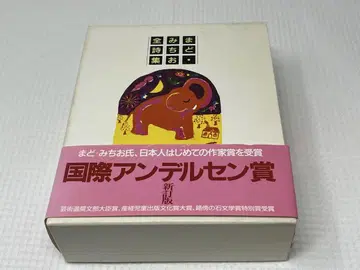 まど・
みちお
全詩集
まど・みちお氏、日本人はじめての作家賞を受賞
国際アンデルセン賞
新訂版
芸術選奨文部大臣賞、産経児童出版文化賞大賞、路傍の石文学賞特別賞受賞